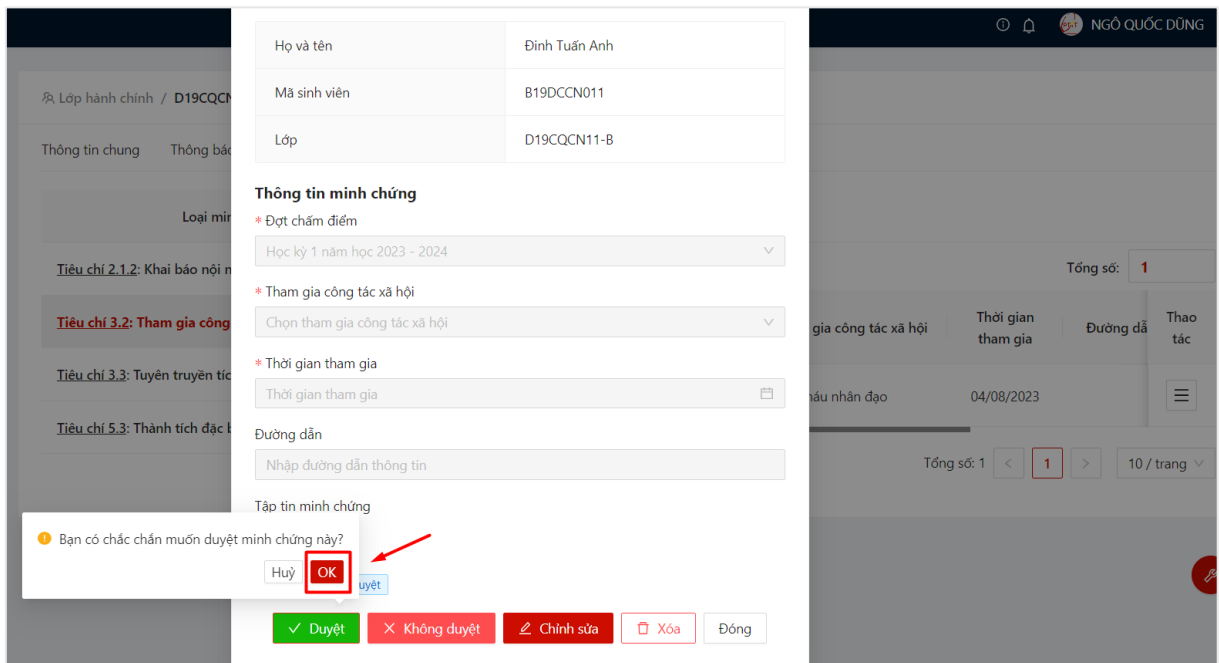 NGÔ QUỐC DŨNG
Họ và tên
Đinh Tuấn Anh
Mã sinh viên
B19DCCN011
Lớp
D19CQCN11-B
Lớp hành chính / D19CQCN
Thông tin chung
Thông báo
Loại min
Tiêu chí 2.1.2: Khai báo nội n
Tiêu chí 3.2: Tham gia công
Tiêu chí 3.3: Tuyên truyền tíc
Tiêu chí 5.3: Thành tích đặc b
Thông tin minh chứng
* Đợt chấm điểm
Học kỳ 1 năm học 2023 - 2024
* Tham gia công tác xã hội
Chọn tham gia công tác xã hội
* Thời gian tham gia
Thời gian tham gia
Đường dẫn
Nhập đường dẫn thông tin
Tập tin minh chứng
Tổng số: 1
gia công tác xã hội
Thời gian
tham gia
Đường dẫ
Thao
tác
náu nhân đạo
04/08/2023
Tổng số: 1 < 1 > 10 / trang
Bạn có chắc chắn muốn duyệt minh chứng này?
Huỷ
OK
uyệt
Duyệt
Không duyệt
Chỉnh sửa
Xóa
Đóng